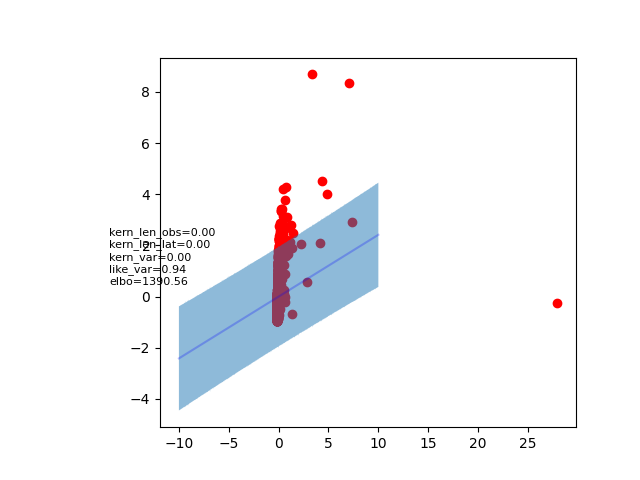 8
6
4
kern_len_obs=0.00
kern_len_lat=0.00
2
kern_var=0.00
like_var=0.94
elbo=1390.56
0
−2
−4
−10 −5 0 5 10 15 20 25